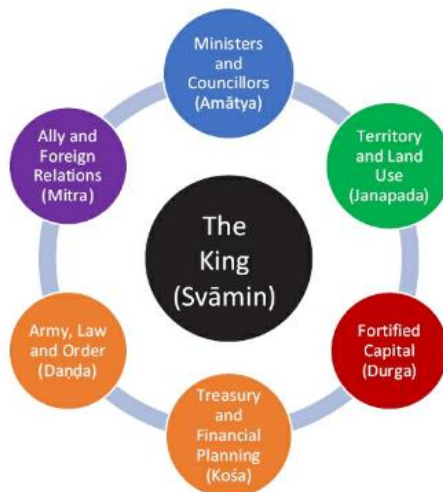 Ministers
and
Councillors
(Amātya)
Territory
and Land
Use
(Janapada)
Fortified
Capital
(Durga)
Treasury
and
Financial
Planning
(Kośa)
Army, Law
and Order
(Daṇḍa)
Ally and
Foreign
Relations
(Mitra)
The
King
(Svāmin)